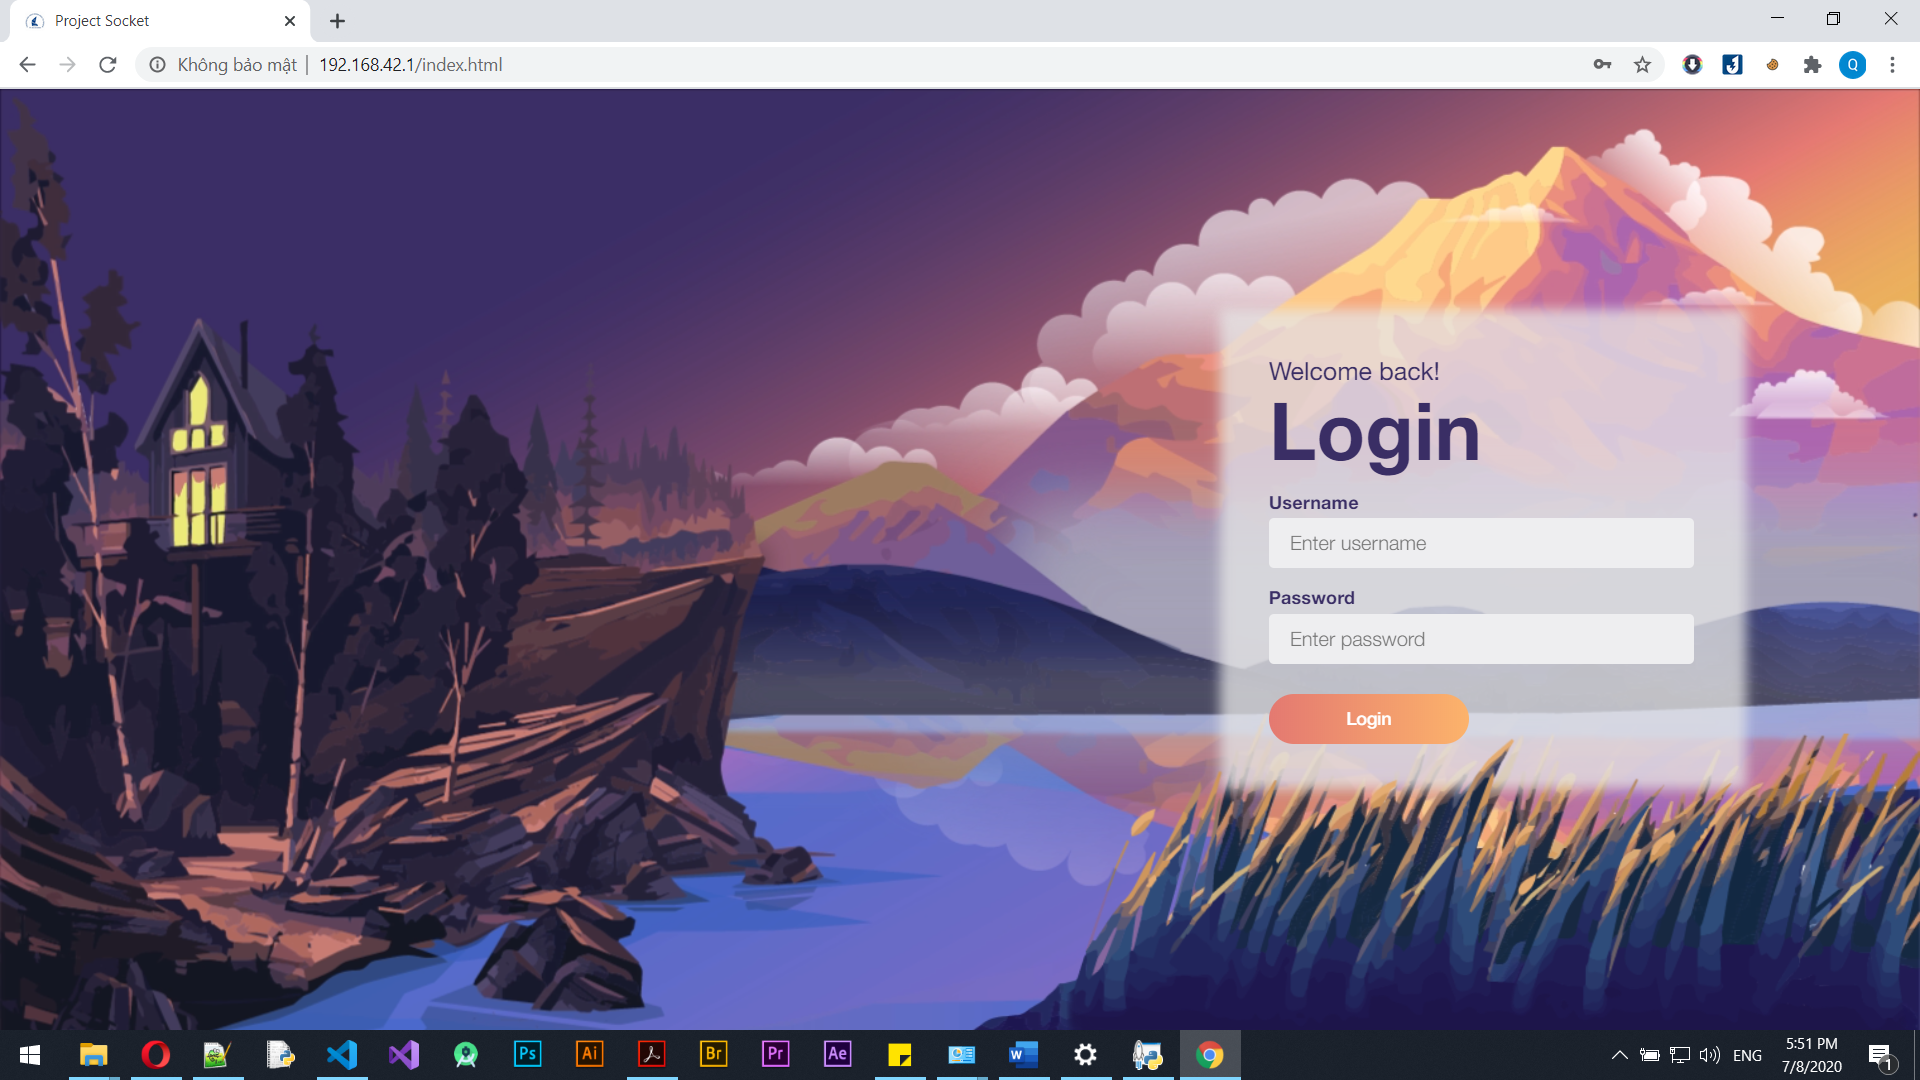 Project Socket
Không bảo mật | 192.168.42.1/index.html
Q
Welcome back!
Login
Username
Enter username
Password
Enter password
Login
Ps
Ai
Br
Pr
Ae
W
ENG
5:51 PM
7/8/2020
1